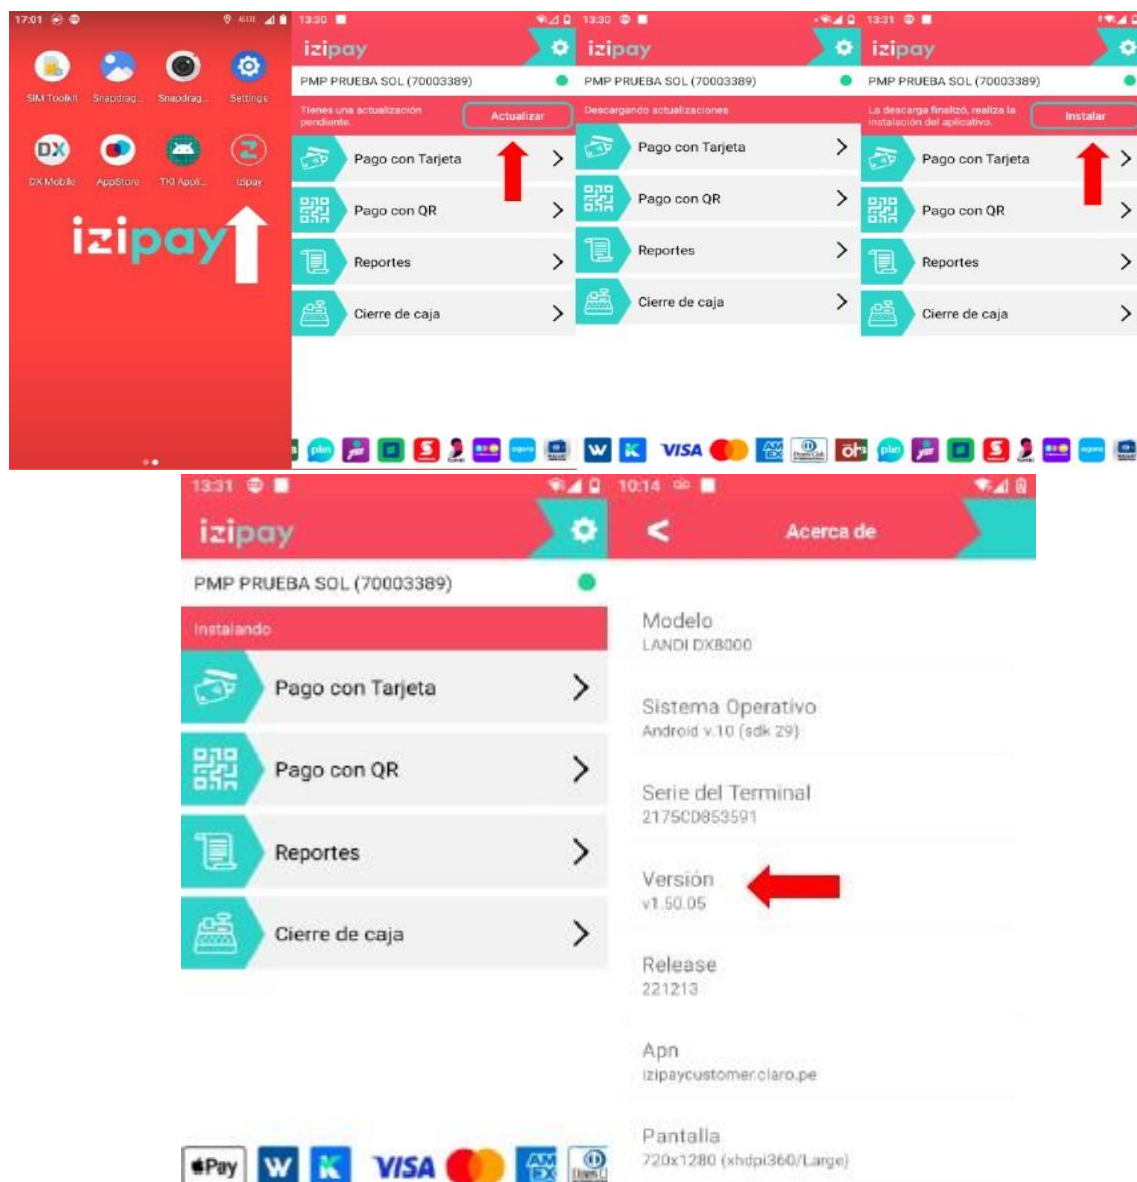 17:01
SIM Toolkit Snapdrag... Snapdrag... Settings
DX
DX Mobile AppStore TKI Appli... izipay
izipay
13:30
izipay
PMP PRUEBA SOL (70003389)
Tienes una actualización
pendiente.
Actualizar
Pago con Tarjeta
Pago con QR
Reportes
Cierre de caja
plin
13:30
izipay
PMP PRUEBA SOL (70003389)
Descargando actualizaciones
Pago con Tarjeta
Pago con QR
Reportes
Cierre de caja
W K VISA AM EX
13:31
izipay
PMP PRUEBA SOL (70003389)
La descarga finalizó, realiza la
instalación del aplicativo.
Instalar
Pago con Tarjeta
Pago con QR
Reportes
Cierre de caja
plin
13:31
izipay
PMP PRUEBA SOL (70003389)
Instalando
Pago con Tarjeta
Pago con QR
Reportes
Cierre de caja
Pay W K VISA AM EX
10:14
Acerca de
Modelo
LANDI DX8000
Sistema Operativo
Android v.10 (sdk 29)
Serie del Terminal
2175CD853591
Versión
v1.50.05
Release
221213
Apn
izipaycustomer.claro.pe
Pantalla
720x1280 (xhdpi360/Large)